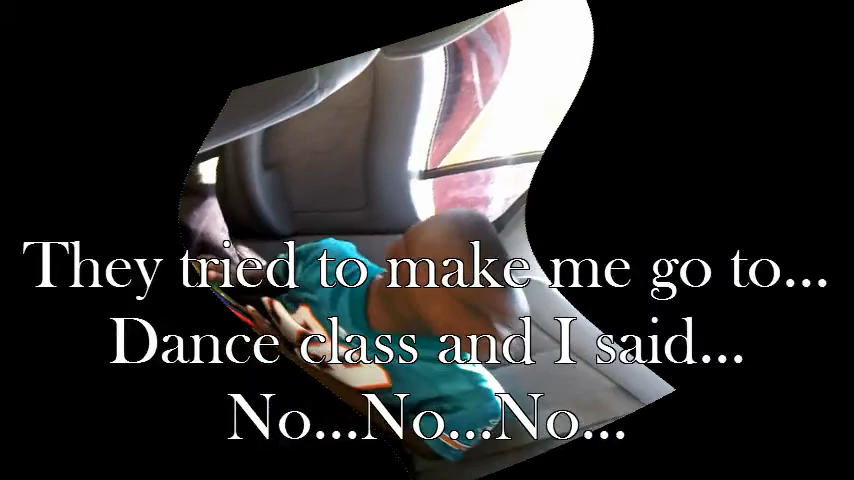 They tried to make me go to...
Dance class and I said...
No...No...No...